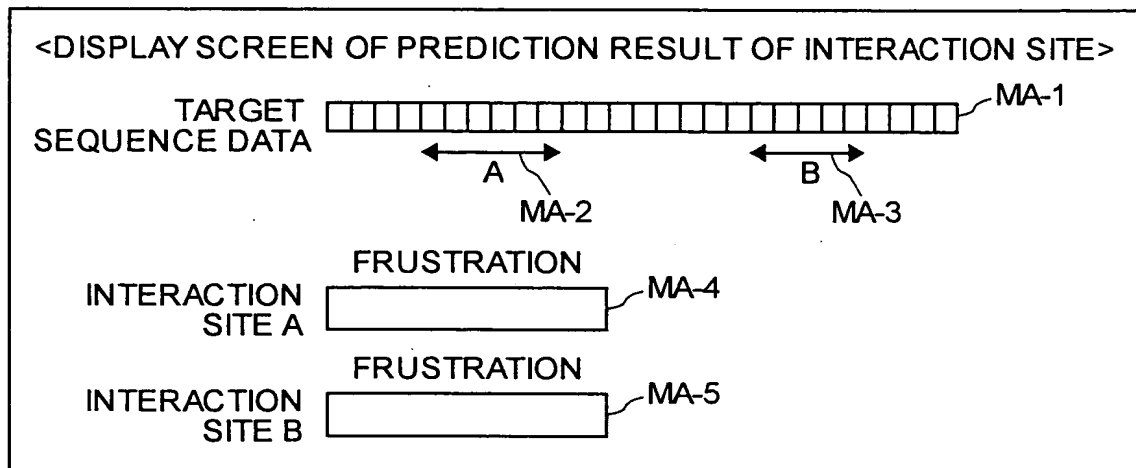 <DISPLAY SCREEN OF PREDICTION RESULT OF INTERACTION SITE>
TARGET
SEQUENCE DATA
MA-1
A
MA-2
B
MA-3
FRUSTRATION
INTERACTION
SITE A
MA-4
FRUSTRATION
INTERACTION
SITE B
MA-5